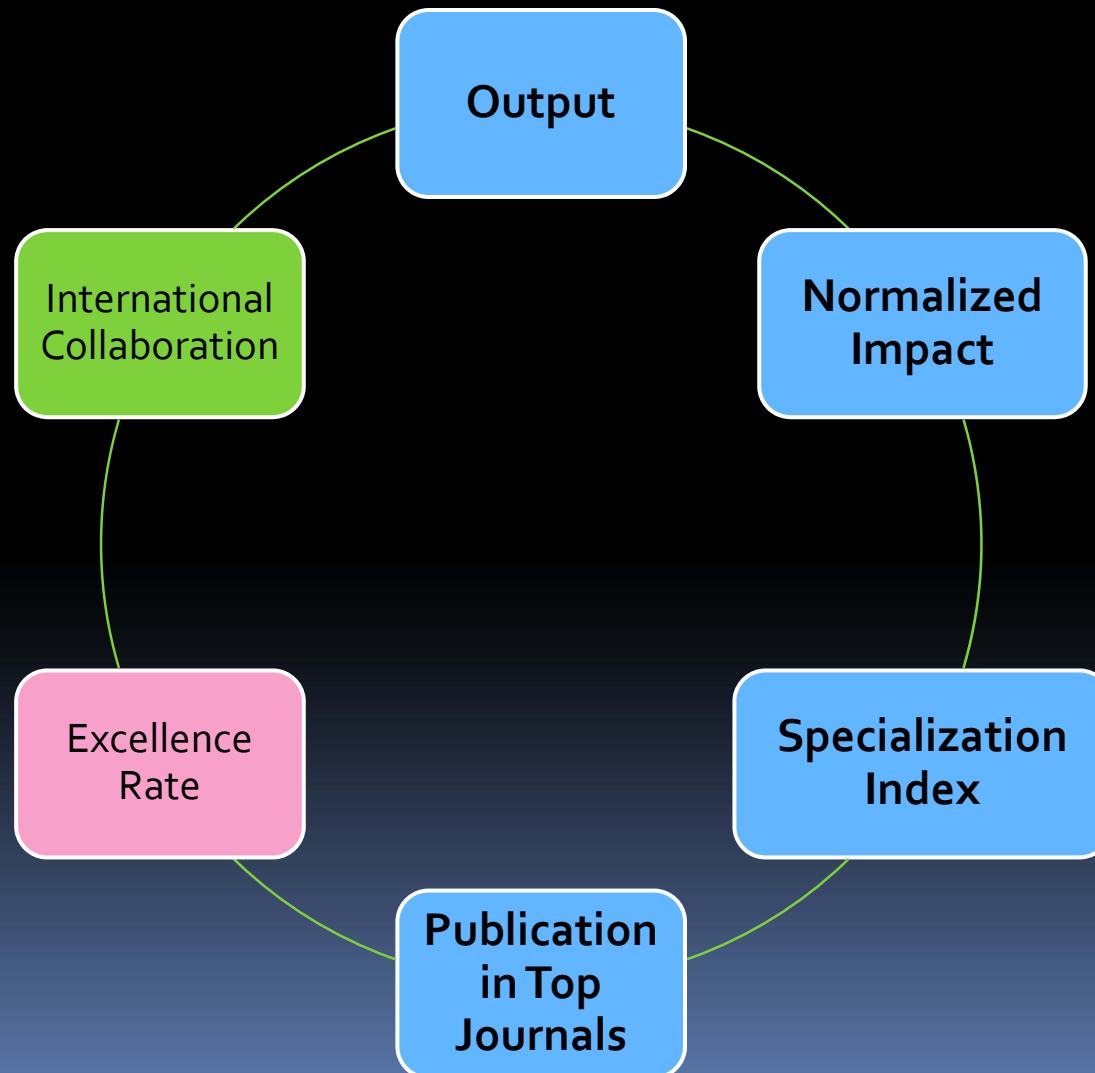 Output
Normalized
Impact
Specialization
Index
Publication
in Top
Journals
Excellence
Rate
International
Collaboration